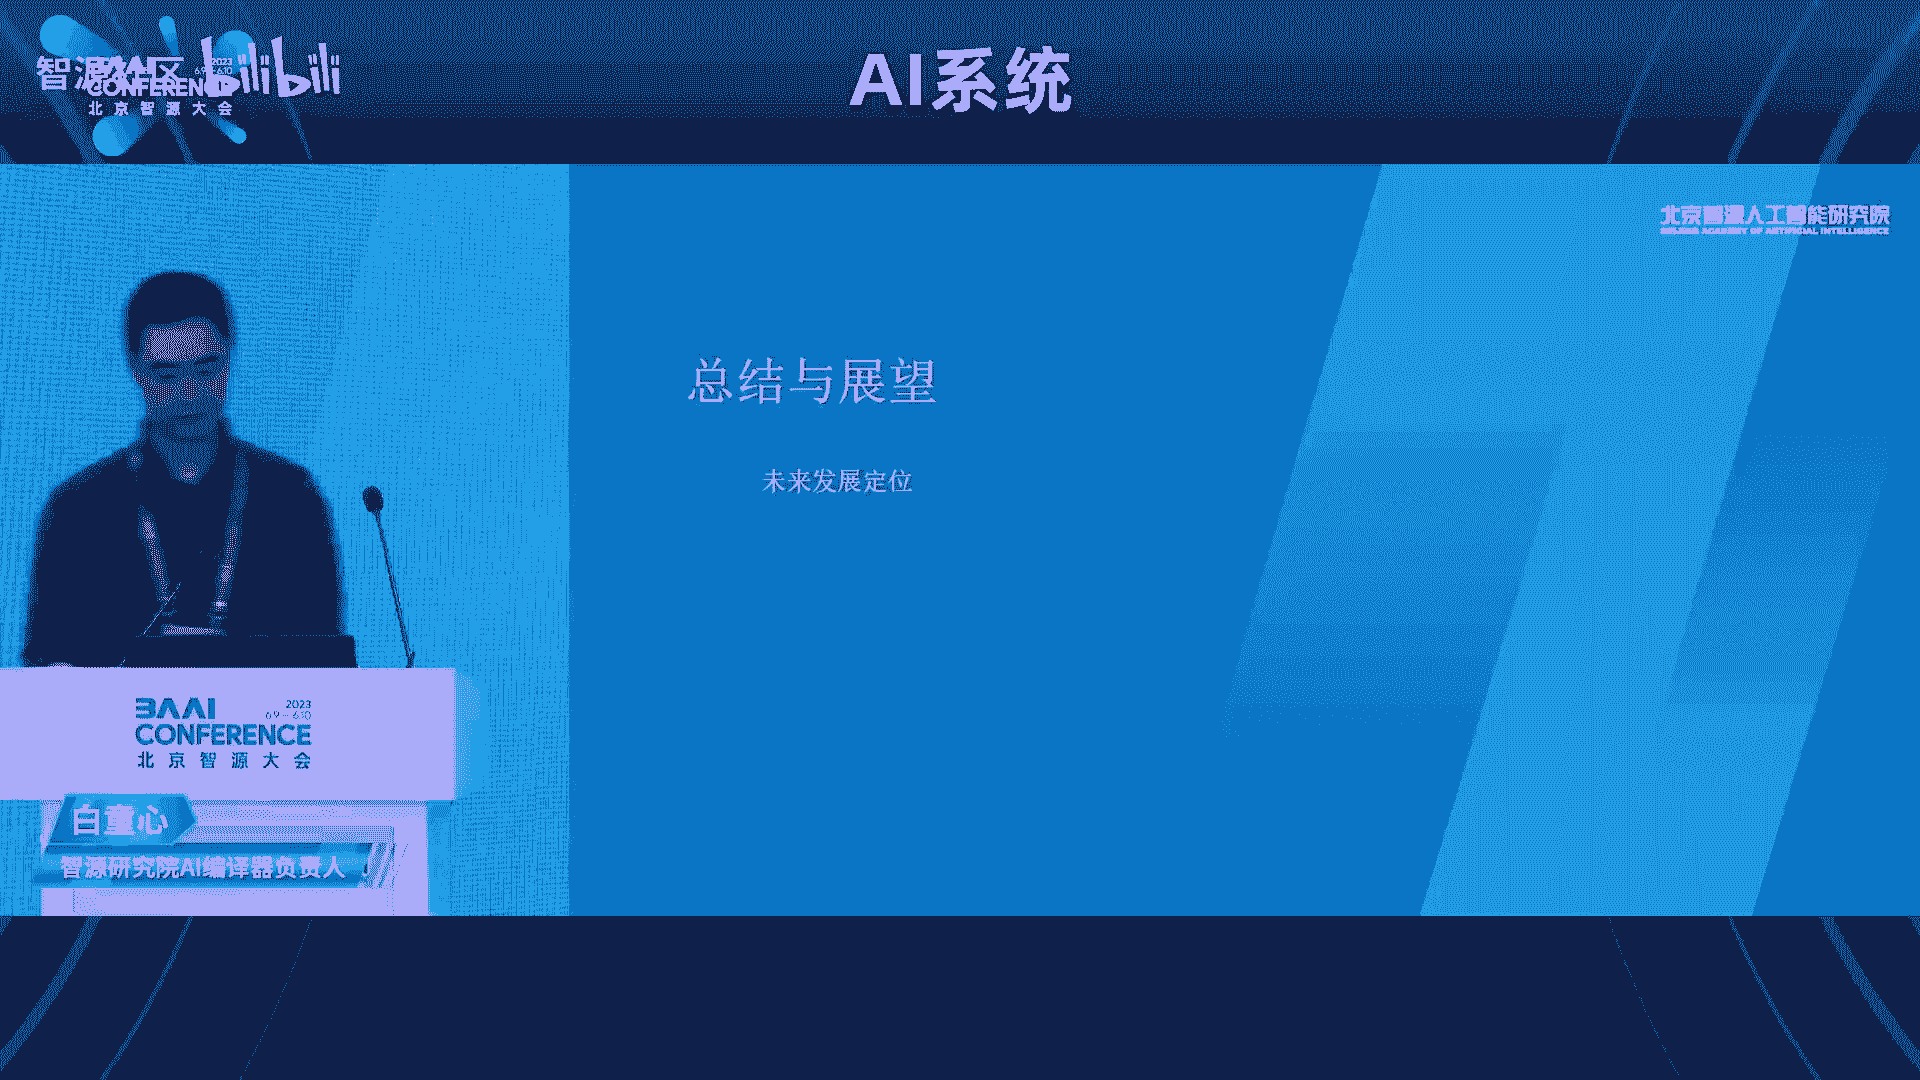 智源社区
bilibili
BAAI 2023
6.9 - 6.10
CONFERENCE
北京智源大会
AI系统
北京智源人工智能研究院
BEIJING ACADEMY OF ARTIFICIAL INTELLIGENCE
总结与展望
未来发展定位
BAAI 2023
6.9 - 6.10
CONFERENCE
北京智源大会
白童心
智源研究院AI编译器负责人